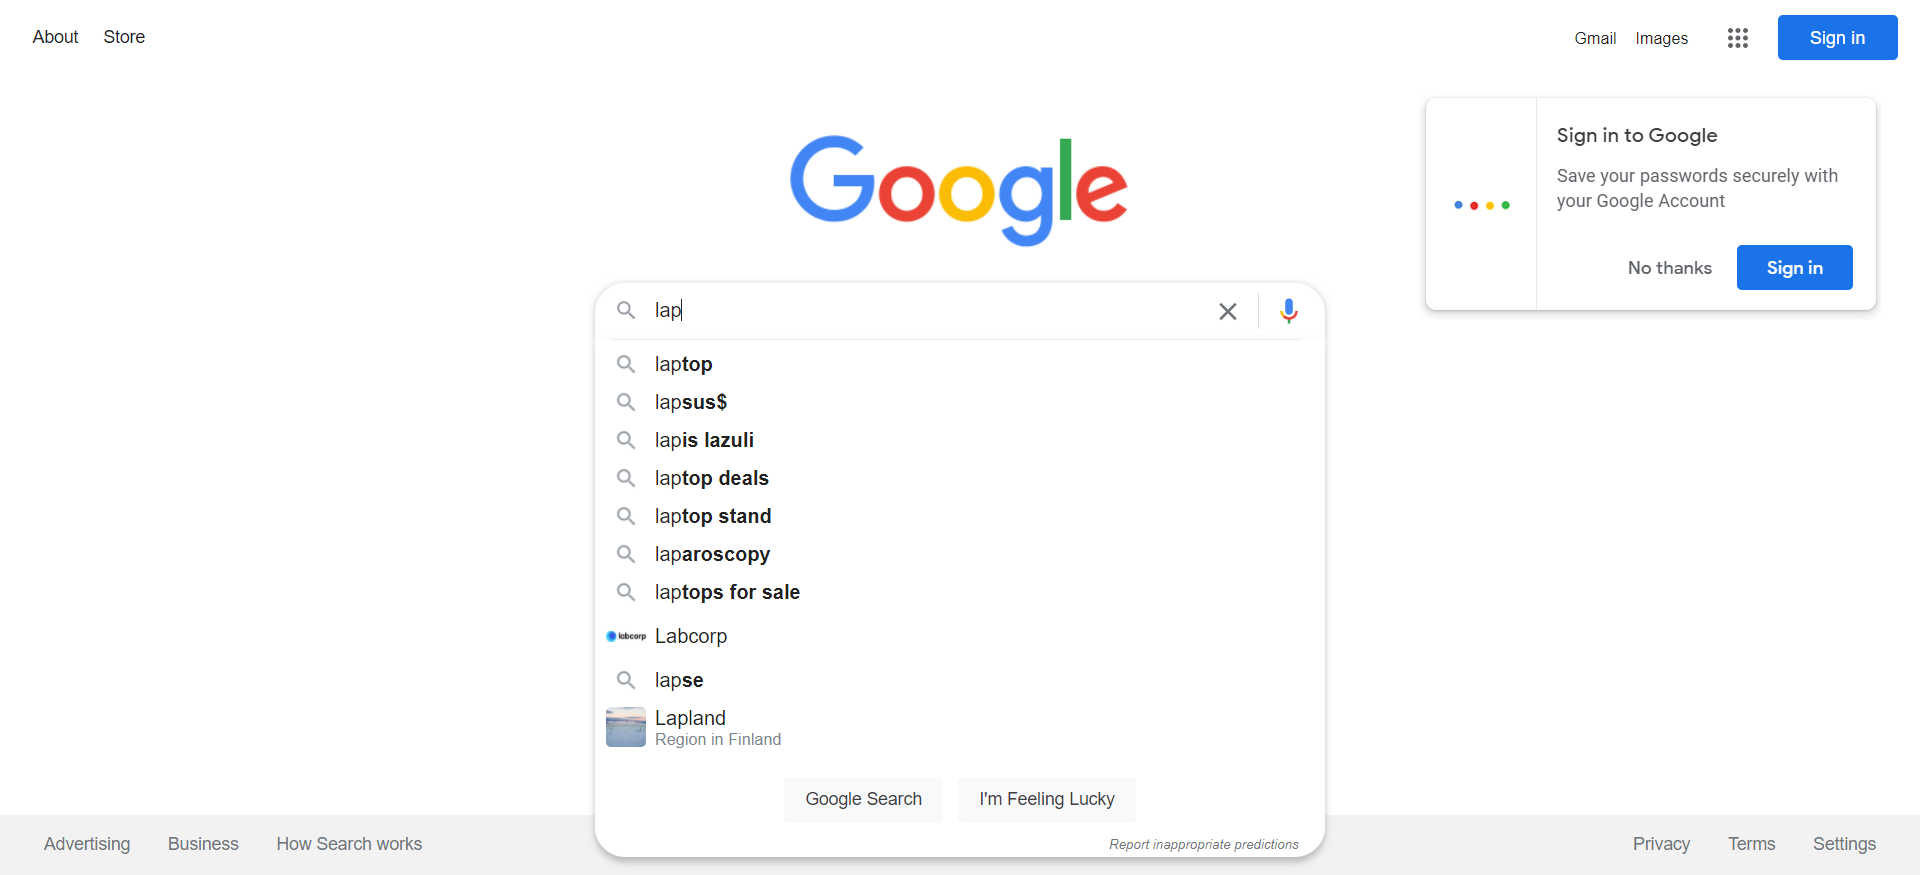 About Store
Gmail Images Sign in
Google
Sign in to Google
Save your passwords securely with
your Google Account
No thanks Sign in
lap
laptop
lapsus$
lapis lazuli
laptop deals
laptop stand
laparoscopy
laptops for sale
labcorp Labcorp
lapse
Lapland
Region in Finland
Google Search I'm Feeling Lucky
Report inappropriate predictions
Advertising Business How Search works
Privacy Terms Settings